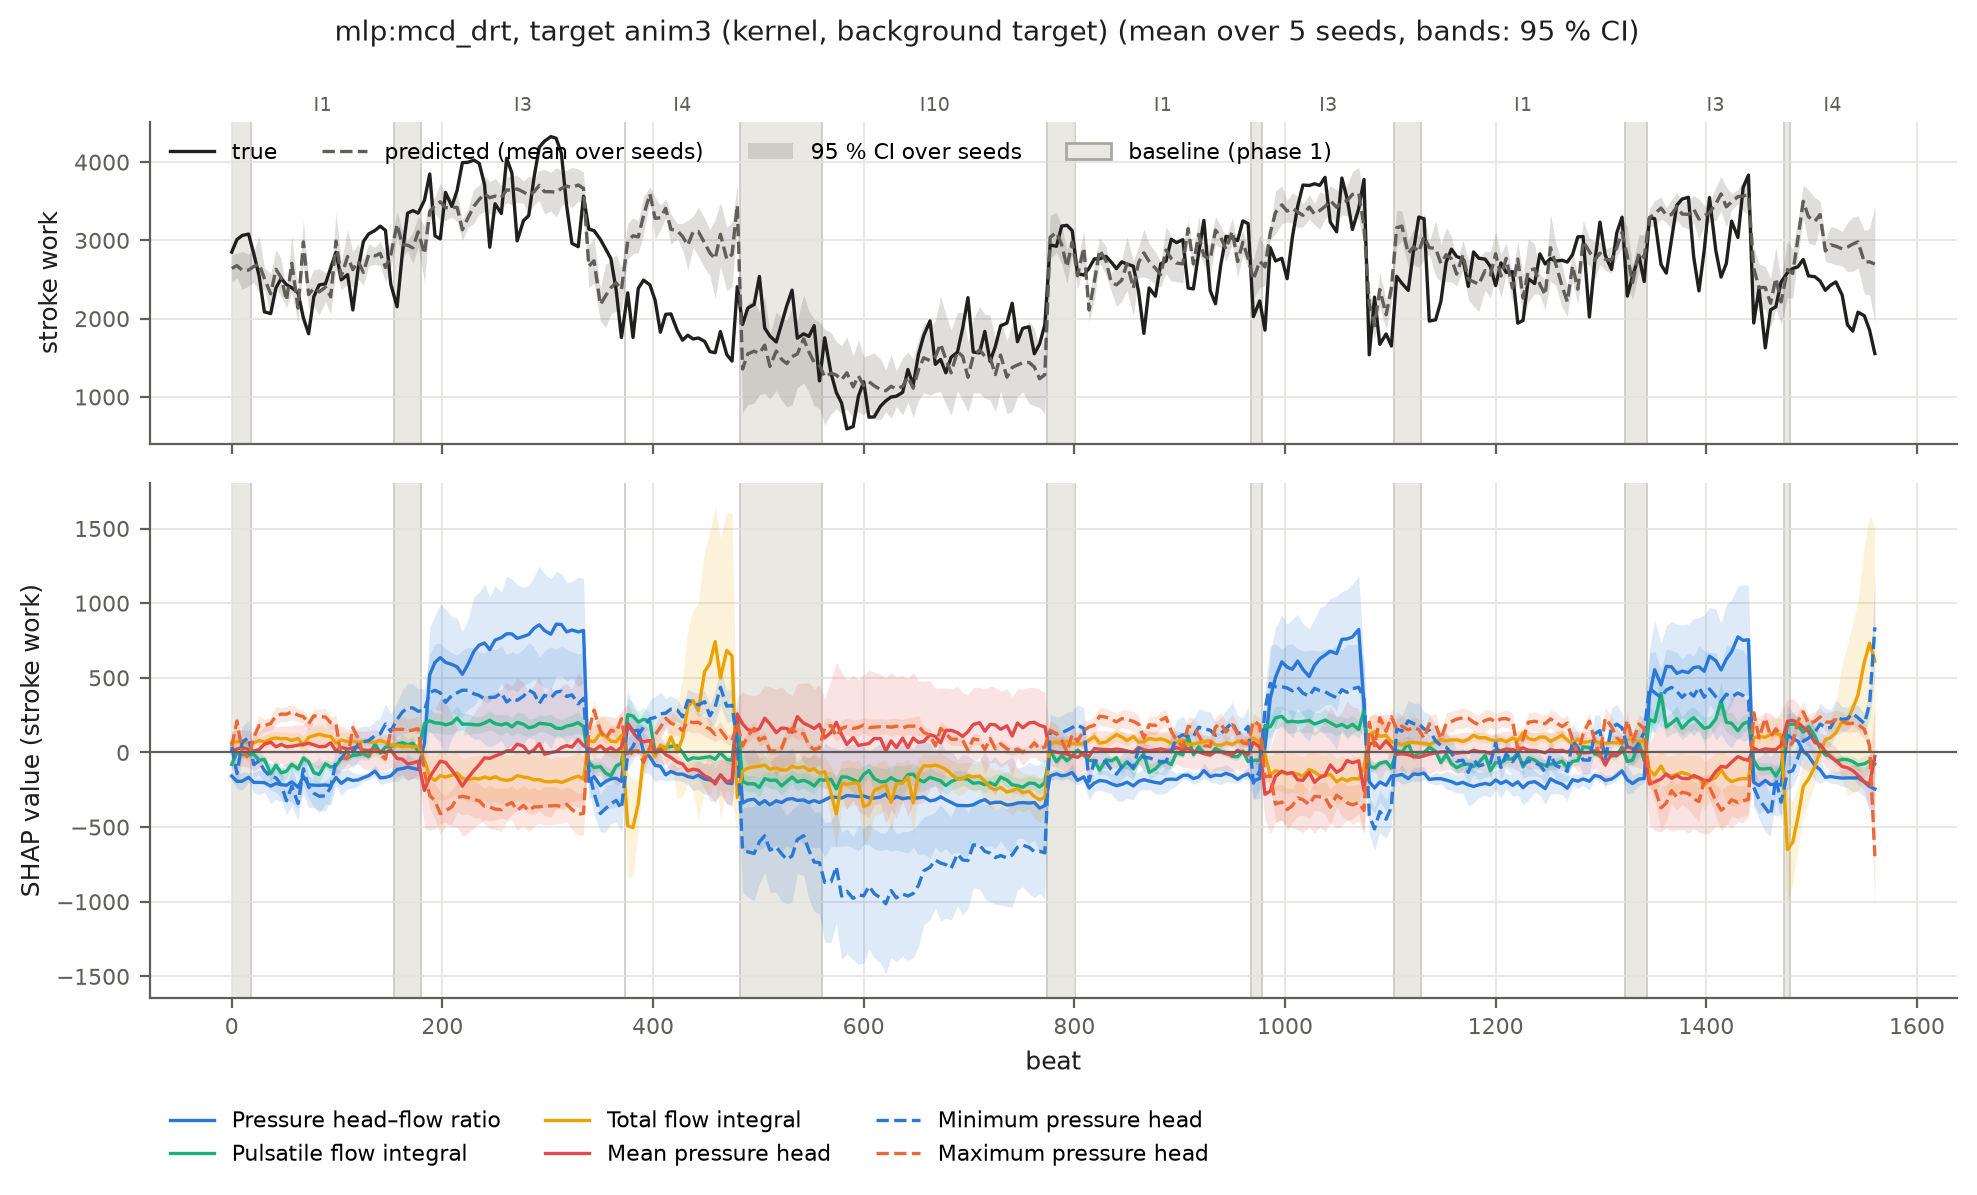 mlp:mcd_drt, target anim3 (kernel, background target) (mean over 5 seeds, bands: 95 % CI)
I1 I3 I4 I10 I1 I3 I1 I3 I4
true predicted (mean over seeds) 95 % CI over seeds baseline (phase 1)
stroke work
4000
3000
2000
1000
SHAP value (stroke work)
1500
1000
500
0
−500
−1000
−1500
0 200 400 600 800 1000 1200 1400 1600
beat
Pressure head–flow ratio Total flow integral Minimum pressure head
Pulsatile flow integral Mean pressure head Maximum pressure head